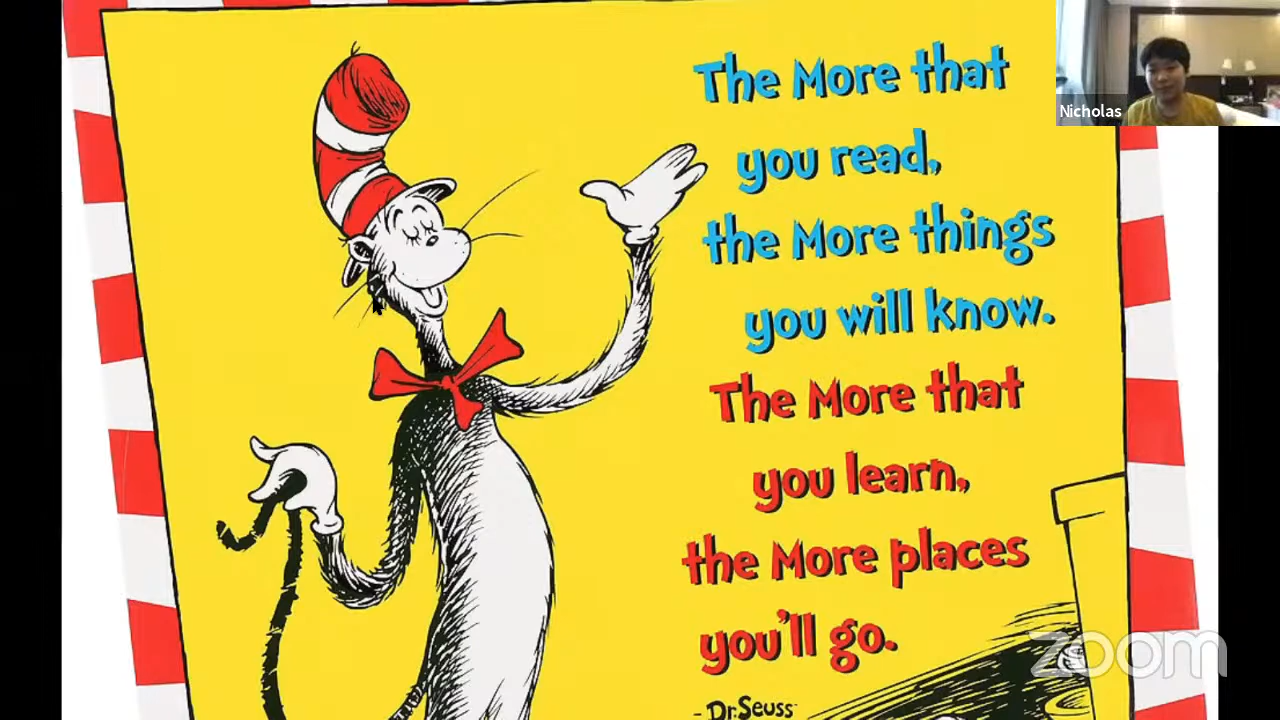 The More that
you read,
the More things
you will know.
The More that
you learn,
the More places
you'll go.
- Dr.Seuss
Nicholas
zoom